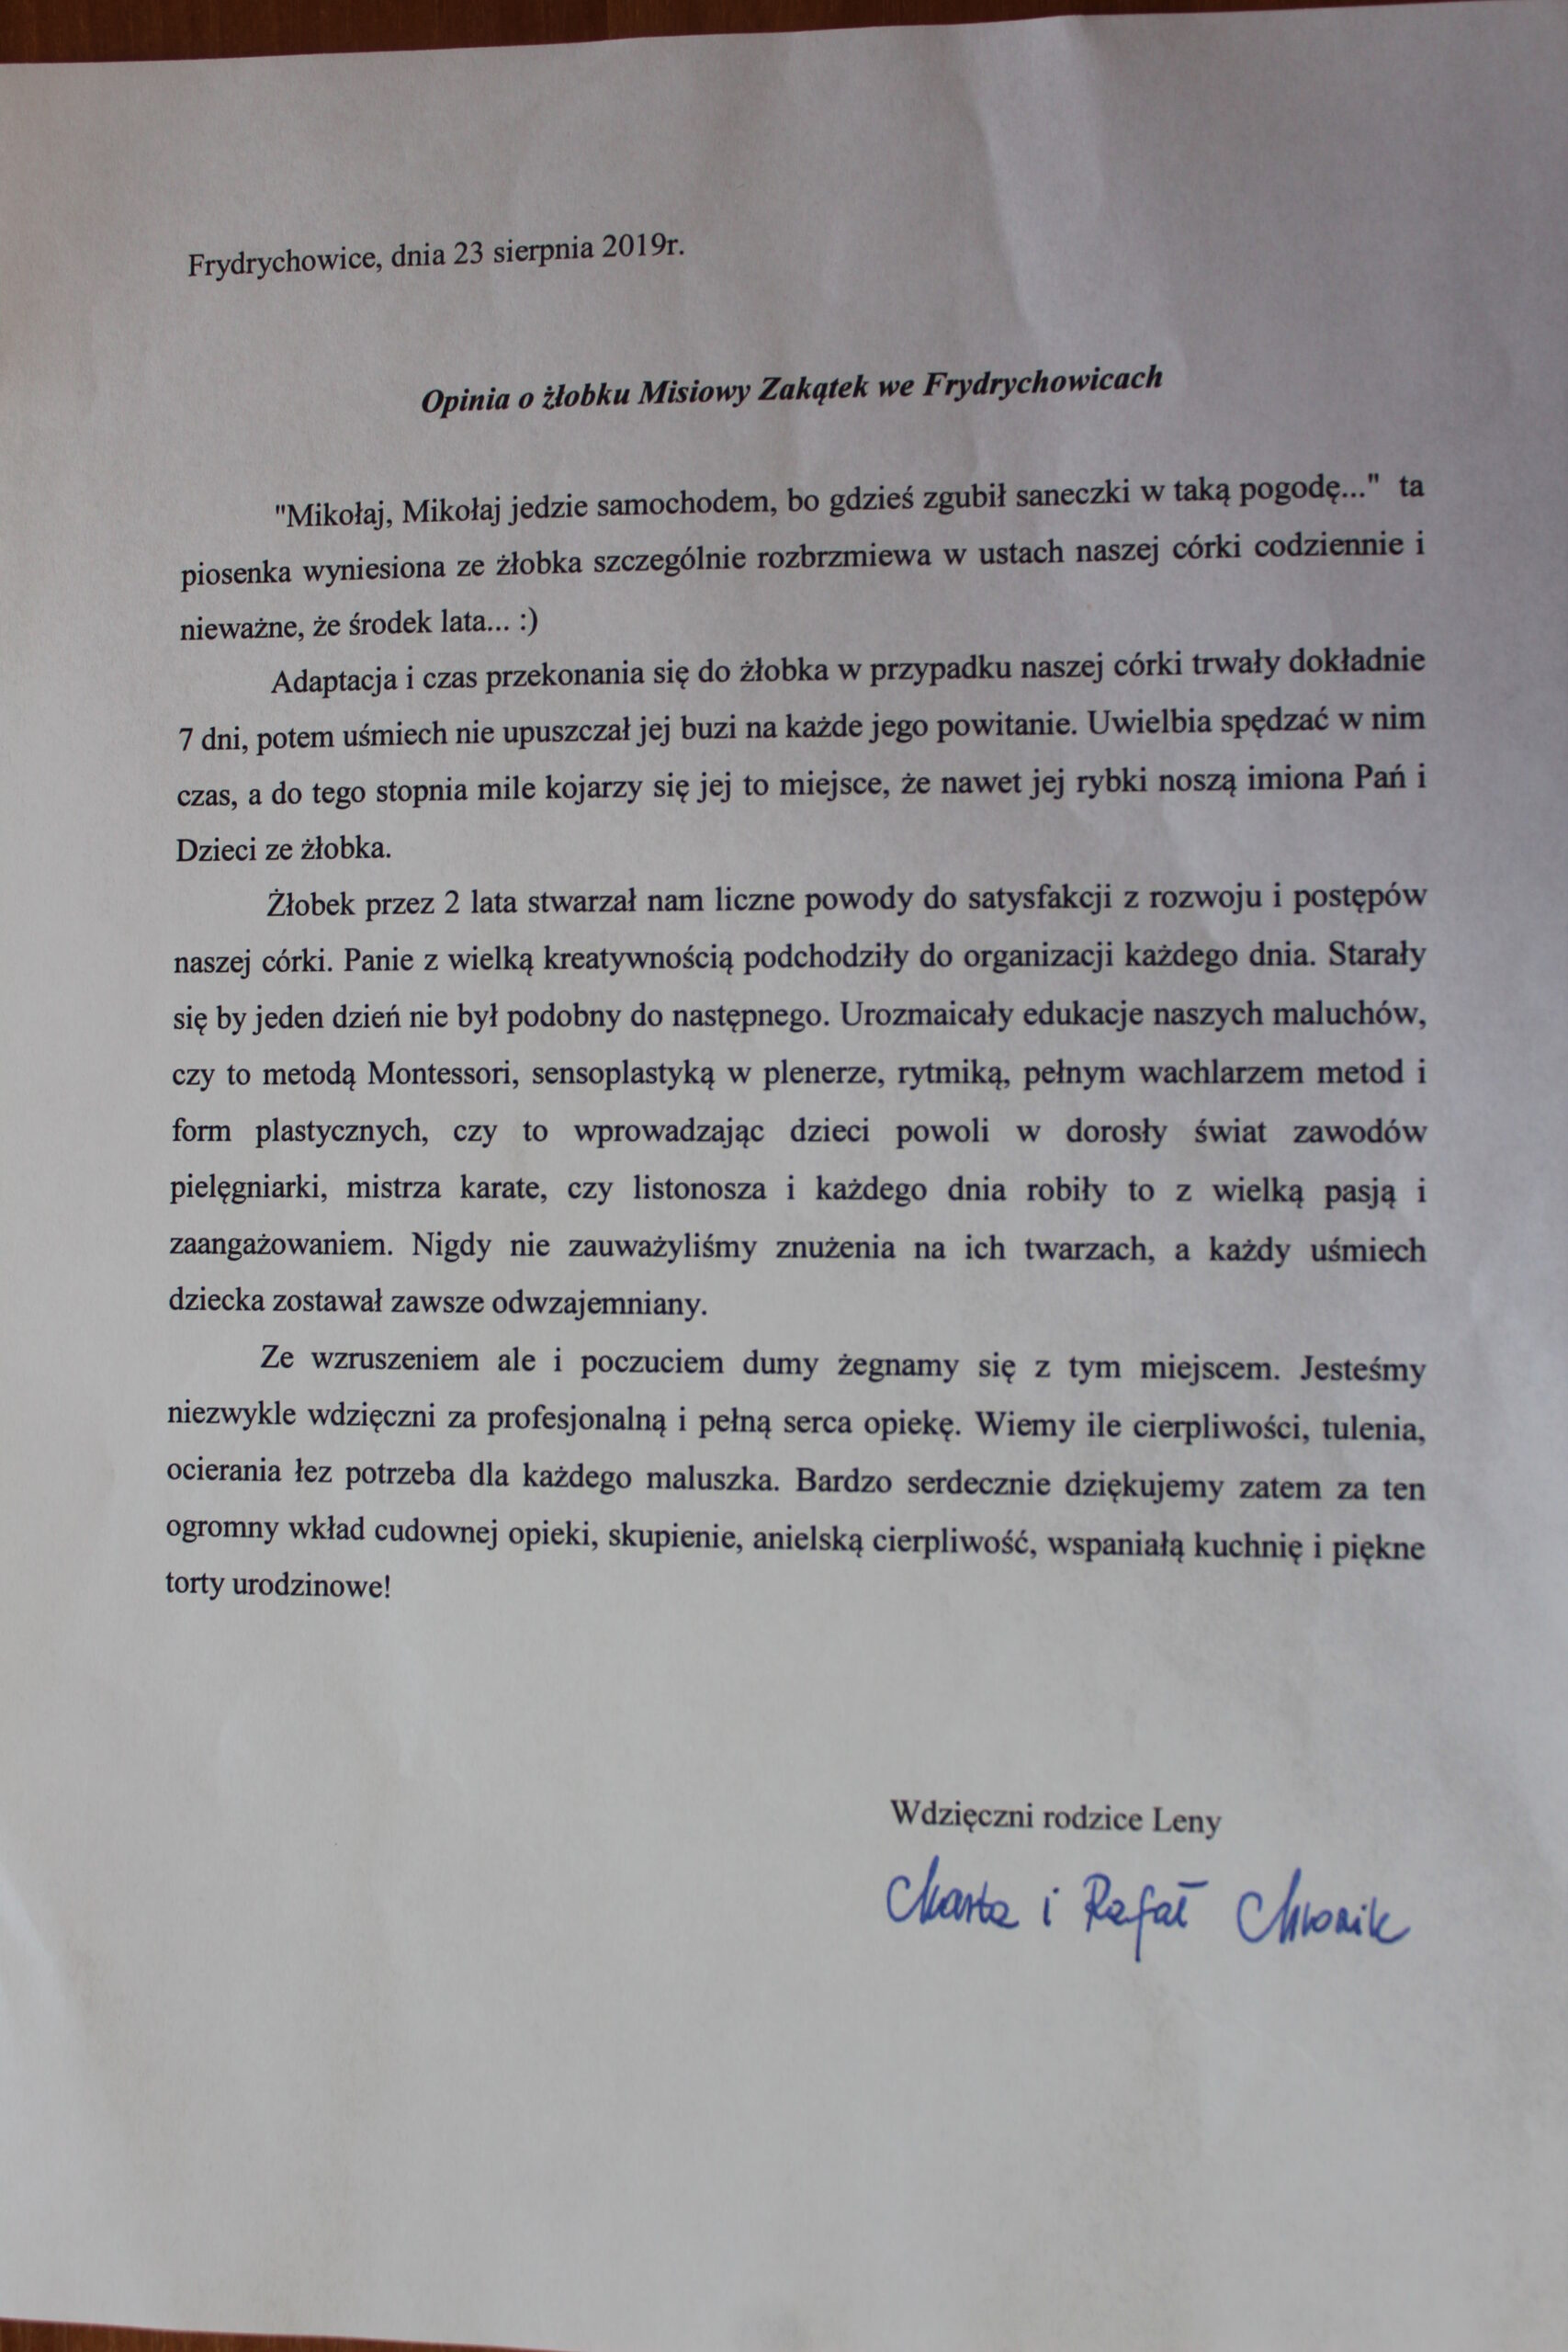 Frydrychowice, dnia 23 sierpnia 2019r.
Opinia o żłobku Misiowy Zakątek we Frydrychowicach
"Mikołaj, Mikołaj jedzie samochodem, bo gdzieś zgubił saneczki w taką pogodę..." ta
piosenka wyniesiona ze żłobka szczególnie rozbrzmiewa w ustach naszej córki codziennie i
nieważne, że środek lata... :)
Adaptacja i czas przekonania się do żłobka w przypadku naszej córki trwały dokładnie
7 dni, potem uśmiech nie upuszczał jej buzi na każde jego powitanie. Uwielbia spędzać w nim
czas, a do tego stopnia mile kojarzy się jej to miejsce, że nawet jej rybki noszą imiona Pań i
Dzieci ze żłobka.
Żłobek przez 2 lata stwarzał nam liczne powody do satysfakcji z rozwoju i postępów
naszej córki. Panie z wielką kreatywnością podchodziły do organizacji każdego dnia. Starały
się by jeden dzień nie był podobny do następnego. Urozmaicały edukacje naszych maluchów,
czy to metodą Montessori, sensoplastyką w plenerze, rytmiką, pełnym wachlarzem metod i
form plastycznych, czy to wprowadzając dzieci powoli w dorosły świat zawodów
pielęgniarki, mistrza karate, czy listonosza i każdego dnia robiły to z wielką pasją i
zaangażowaniem. Nigdy nie zauważyliśmy znużenia na ich twarzach, a każdy uśmiech
dziecka zostawał zawsze odwzajemniany.
Ze wzruszeniem ale i poczuciem dumy żegnamy się z tym miejscem. Jesteśmy
niezwykle wdzięczni za profesjonalną i pełną serca opiekę. Wiemy ile cierpliwości, tulenia,
ocierania łez potrzeba dla każdego maluszka. Bardzo serdecznie dziękujemy zatem za ten
ogromny wkład cudownej opieki, skupienie, anielską cierpliwość, wspaniałą kuchnię i piękne
torty urodzinowe!
Wdzięczni rodzice Leny
Marta i Rafał